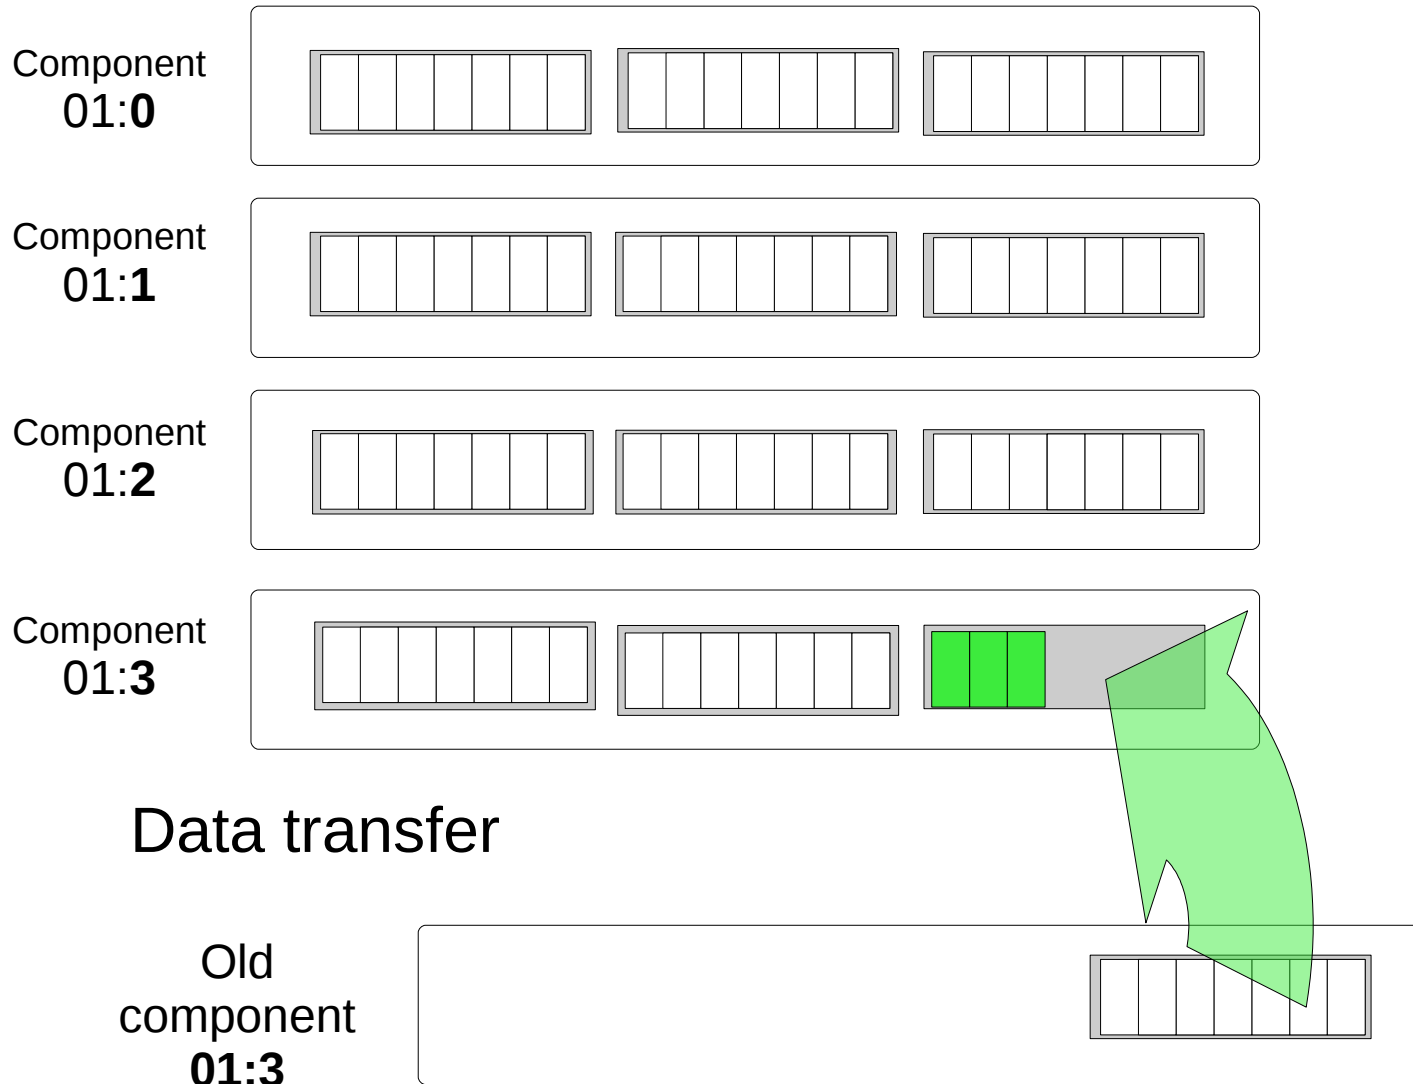 Component
01:0
Component
01:1
Component
01:2
Component
01:3
Data transfer
Old
component
01:3